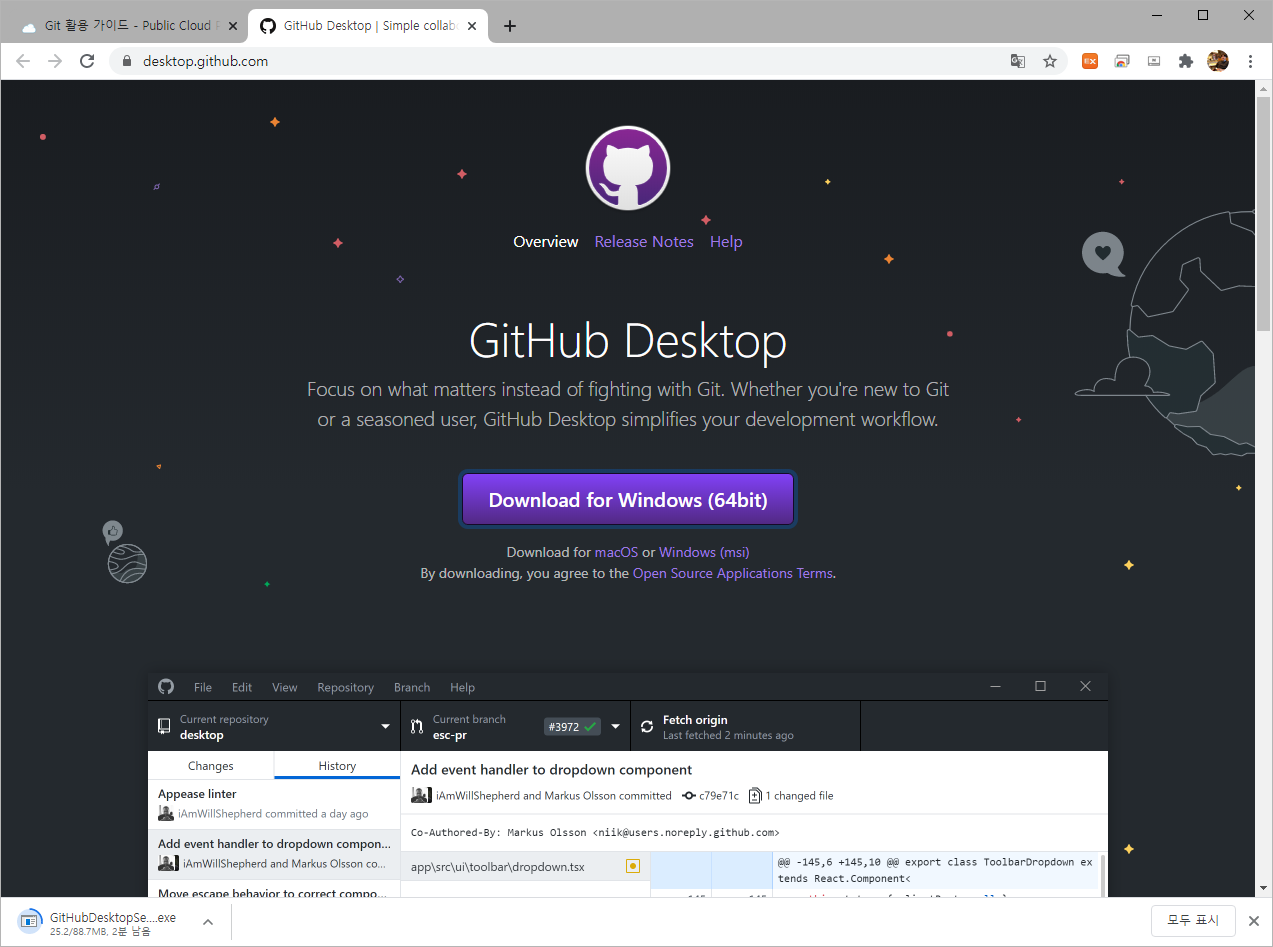 Git 활용 가이드 - Public Cloud P
GitHub Desktop | Simple collabo
desktop.github.com
Overview Release Notes Help
GitHub Desktop
Focus on what matters instead of fighting with Git. Whether you're new to Git
or a seasoned user, GitHub Desktop simplifies your development workflow.
Download for Windows (64bit)
Download for macOS or Windows (msi)
By downloading, you agree to the Open Source Applications Terms.
File Edit View Repository Branch Help
Current repository
desktop
Current branch
esc-pr
#3972
Fetch origin
Last fetched 2 minutes ago
Changes History
Appease linter
iAmWillShepherd committed a day ago
Add event handler to dropdown compon...
iAmWillShepherd and Markus Olsson co...
Move escape behavior to correct compo...
Add event handler to dropdown component
iAmWillShepherd and Markus Olsson committed c79e71c 1 changed file
Co-Authored-By: Markus Olsson <niik@users.noreply.github.com>
app\src\ui\toolbar\dropdown.tsx
@@ -145,6 +145,10 @@ export class ToolbarDropdown ex
tends React.Component<
GitHubDesktopSe....exe
25.2/88.7MB, 2분 남음
모두 표시